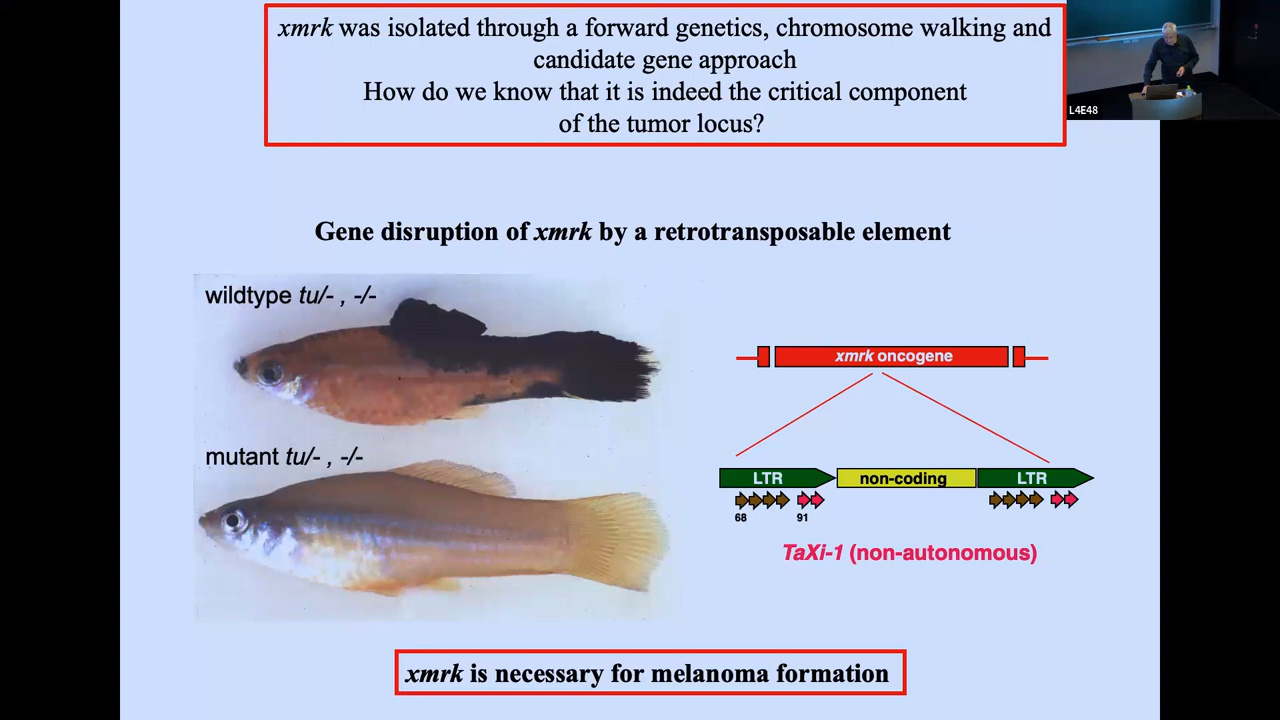 xmrk was isolated through a forward genetics, chromosome walking and
candidate gene approach
How do we know that it is indeed the critical component
of the tumor locus?
L4E48
Gene disruption of xmrk by a retrotransposable element
wildtype tu/- , -/-
xmrk oncogene
mutant tu/- , -/-
LTR non-coding LTR
68 91
TaXi-1 (non-autonomous)
xmrk is necessary for melanoma formation